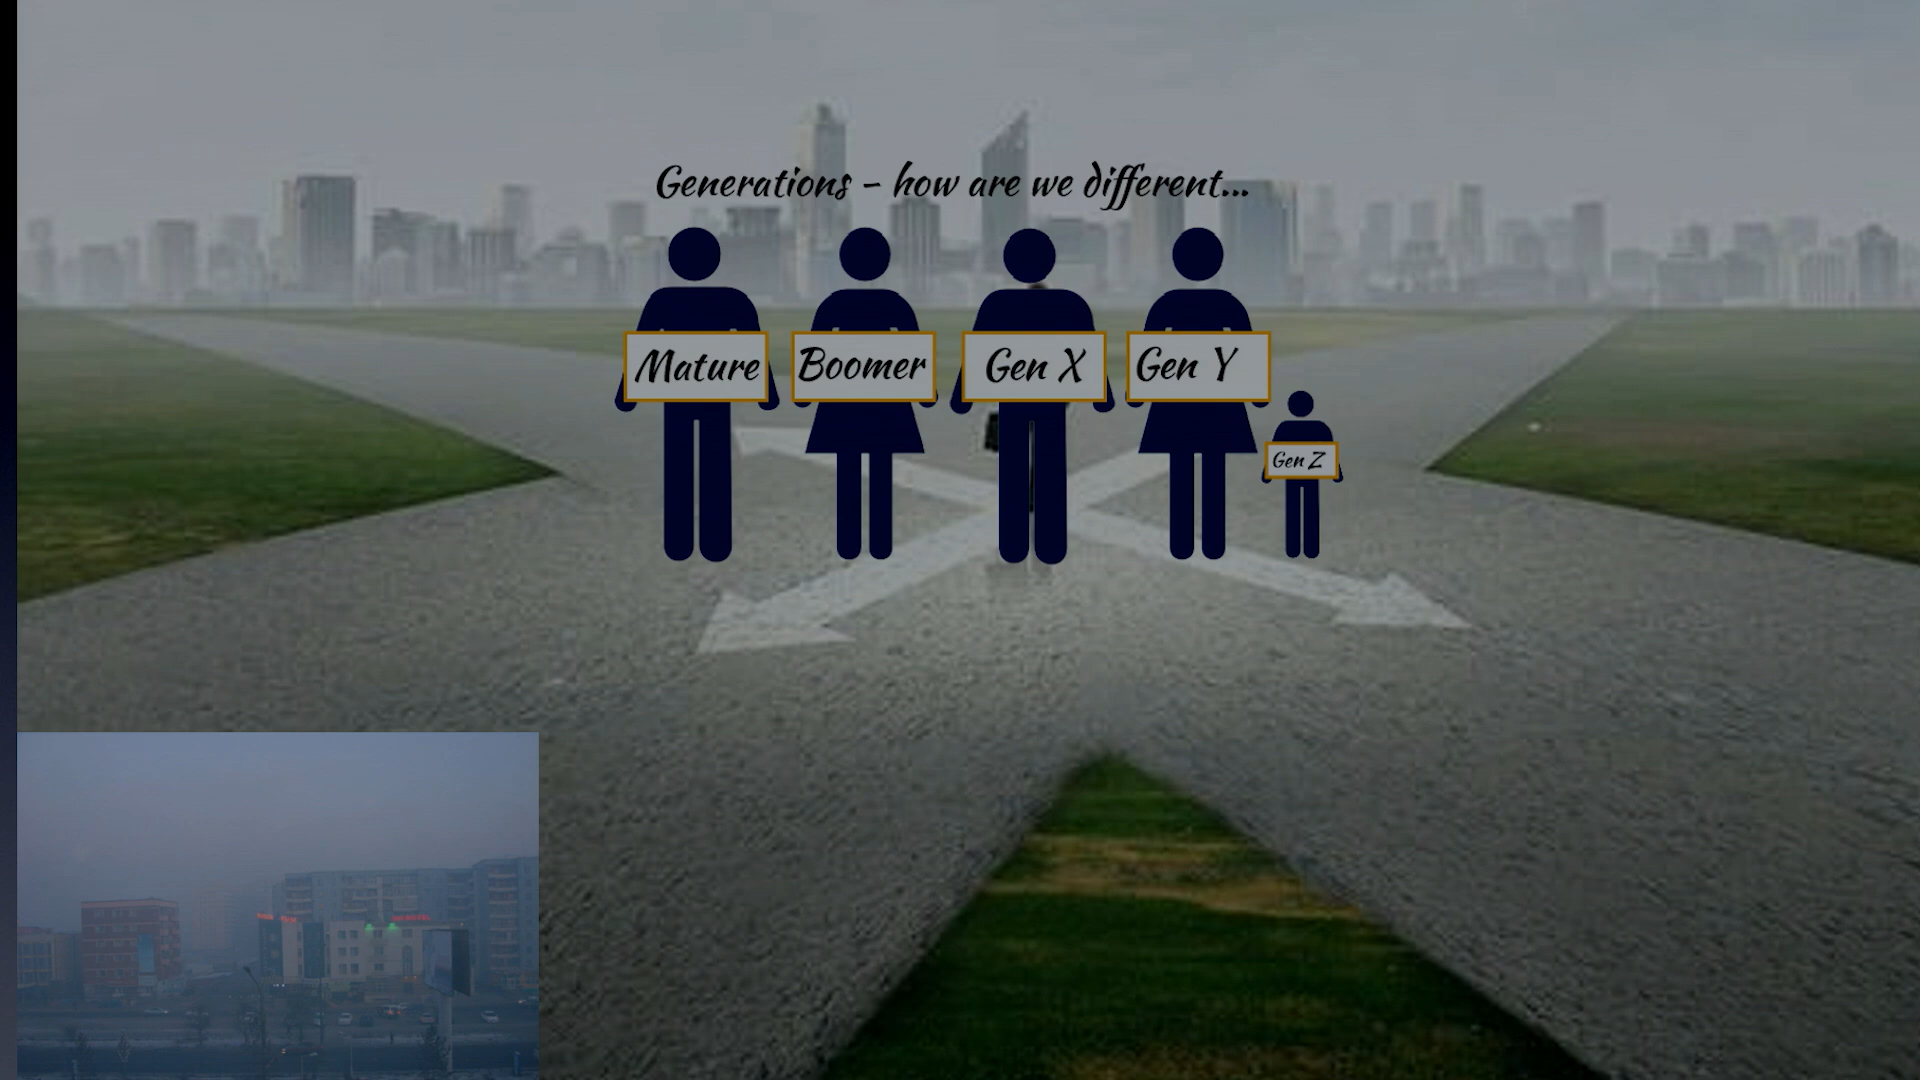 Generations - how are we different...
Mature
Boomer
Gen X
Gen Y
Gen Z